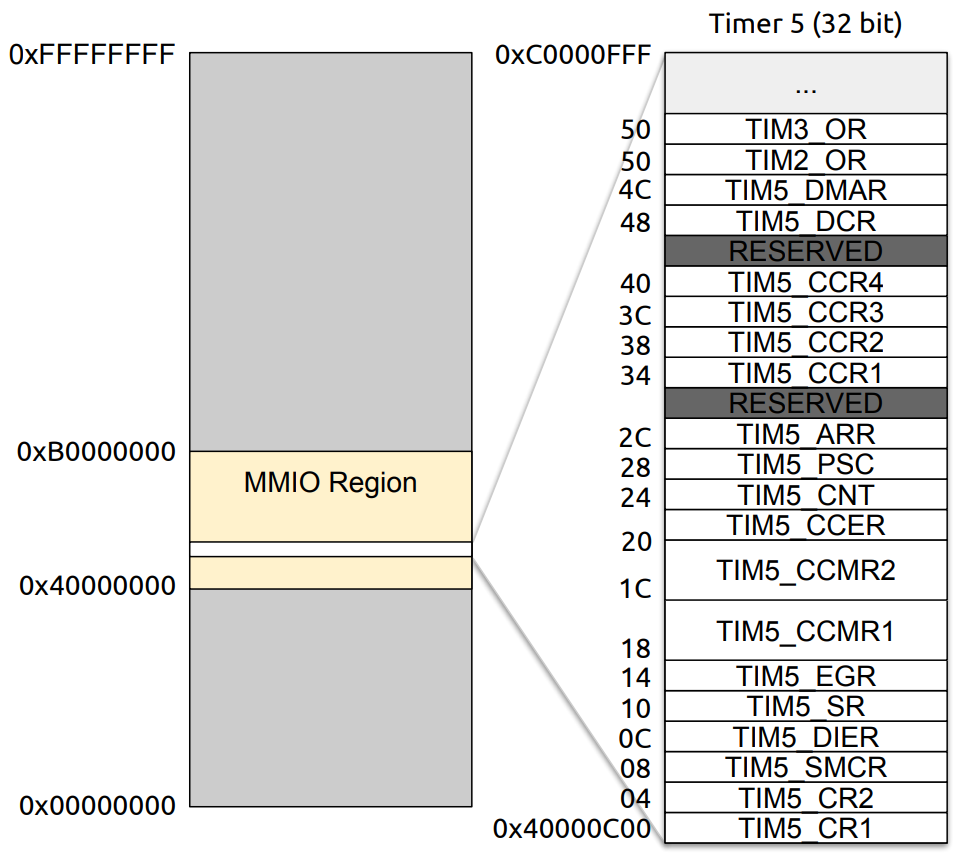 Timer 5 (32 bit)
0xFFFFFFFF
0xB0000000
MMIO Region
0x40000000
0x00000000
0xC0000FFF
...
50 TIM3_OR
50 TIM2_OR
4C TIM5_DMAR
48 TIM5_DCR
RESERVED
40 TIM5_CCR4
3C TIM5_CCR3
38 TIM5_CCR2
34 TIM5_CCR1
RESERVED
2C TIM5_ARR
28 TIM5_PSC
24 TIM5_CNT
20 TIM5_CCER
1C TIM5_CCMR2
18 TIM5_CCMR1
14 TIM5_EGR
10 TIM5_SR
0C TIM5_DIER
08 TIM5_SMCR
04 TIM5_CR2
0x40000C00 TIM5_CR1